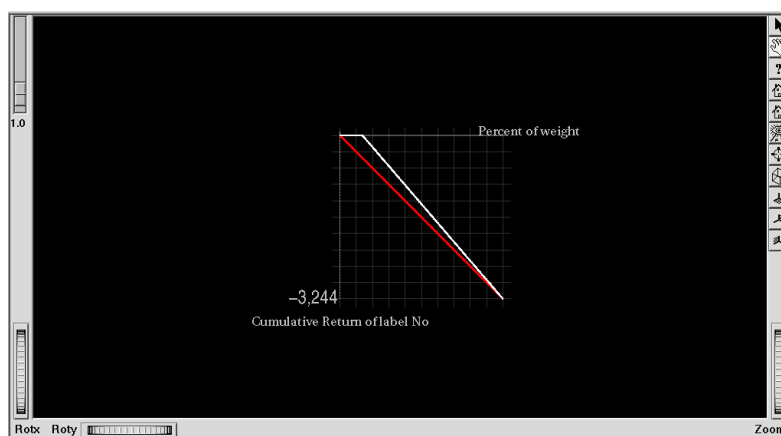 1.0
Percent of weight
−3,244
Cumulative Return of label No
Rotx Roty Zoom